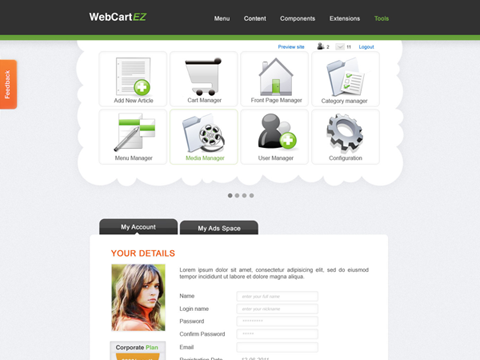 WebCartEZ
Menu Content Components Extensions Tools
Preview site 2 11 Logout
Feedback
Add New Article Cart Manager Front Page Manager Category manager
Menu Manager Media Manager User Manager Configuration
My Account My Ads Space
YOUR DETAILS
Lorem ipsum dolor sit amet, consectetur adipisicing elit, sed do eiusmod
tempor incididunt ut labore et dolore magna aliqua.
Name enter your full name
Login name enter your nickname
Password
Confirm Password
Email
Corporate Plan